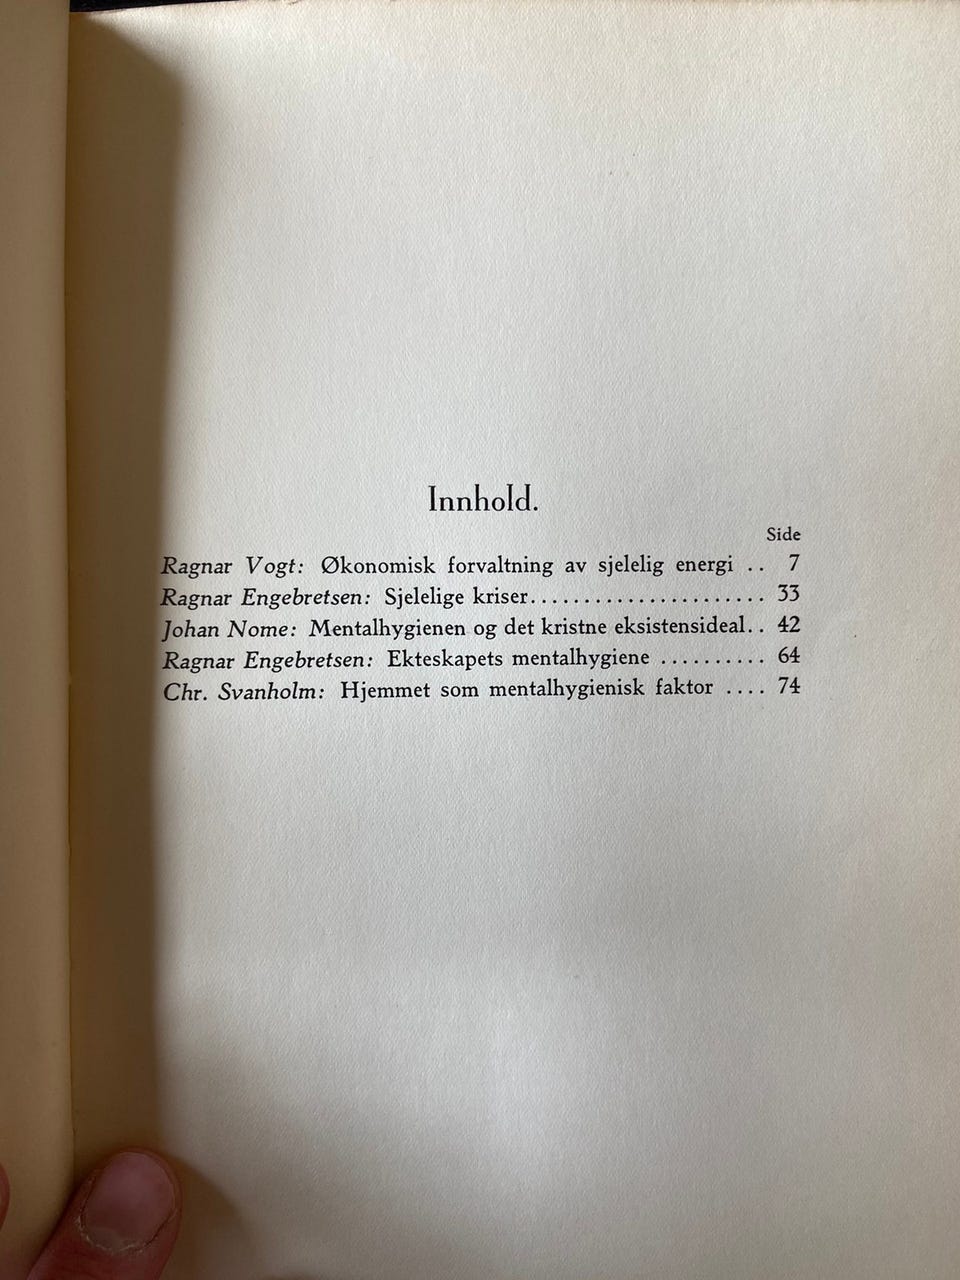 Innhold.
Side
Ragnar Vogt: Økonomisk forvaltning av sjelelig energi .. 7
Ragnar Engebretsen: Sjelelige kriser...................... 33
Johan Nome: Mentalhygienen og det kristne eksistensideal.. 42
Ragnar Engebretsen: Ekteskapets mentalhygiene .......... 64
Chr. Svanholm: Hjemmet som mentalhygienisk faktor .... 74